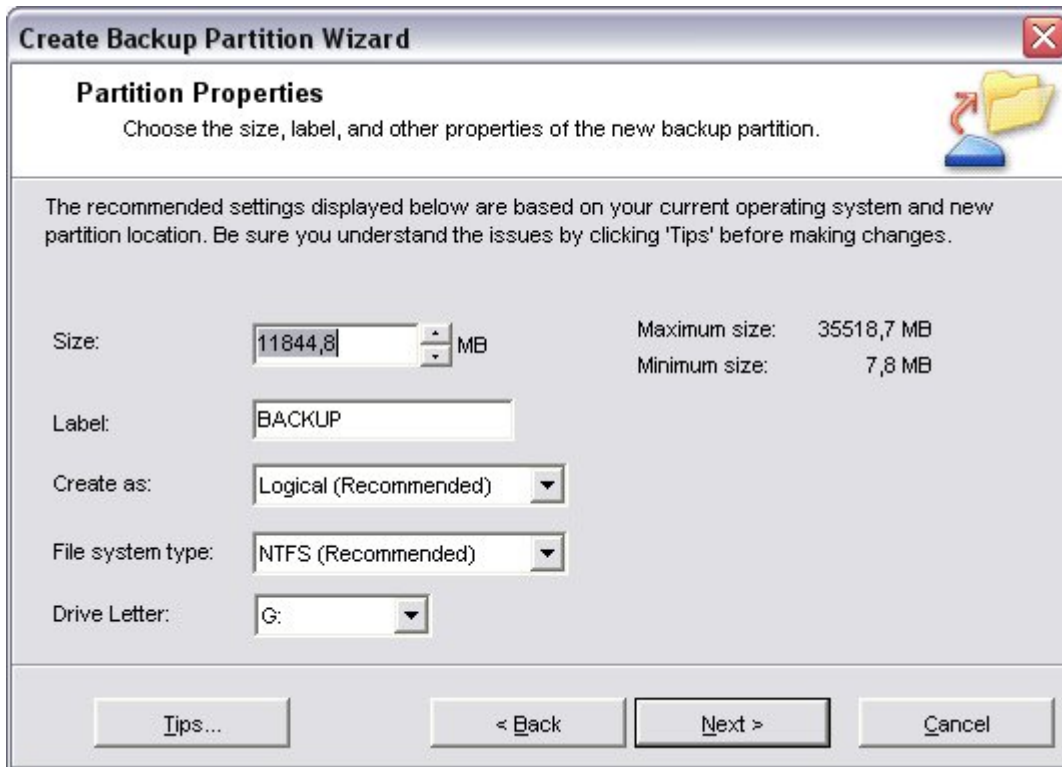 Create Backup Partition Wizard
Partition Properties
Choose the size, label, and other properties of the new backup partition.
The recommended settings displayed below are based on your current operating system and new
partition location. Be sure you understand the issues by clicking 'Tips' before making changes.
Size: 11844,8 MB Maximum size: 35518,7 MB
Minimum size: 7,8 MB
Label: BACKUP
Create as: Logical (Recommended)
File system type: NTFS (Recommended)
Drive Letter: G:
Tips... < Back Next > Cancel